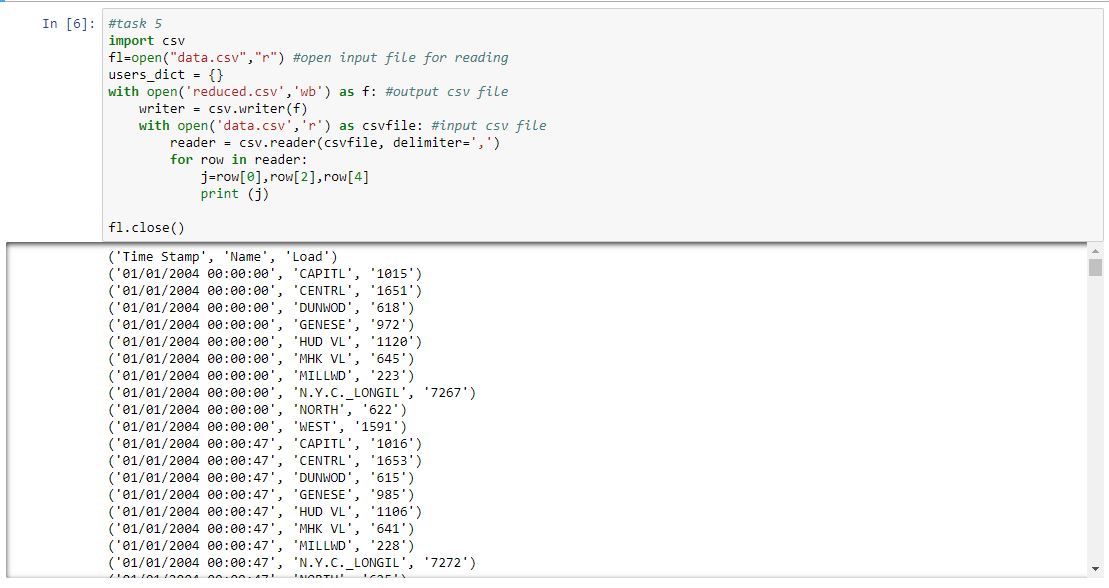 In [6]: #task 5
import csv
fl=open("data.csv","r") #open input file for reading
users_dict = {}
with open('reduced.csv','wb') as f: #output csv file
    writer = csv.writer(f)
    with open('data.csv','r') as csvfile: #input csv file
        reader = csv.reader(csvfile, delimiter=',')
        for row in reader:
            j=row[0],row[2],row[4]
            print (j)
fl.close()
('Time Stamp', 'Name', 'Load')
('01/01/2004 00:00:00', 'CAPITL', '1015')
('01/01/2004 00:00:00', 'CENTRL', '1651')
('01/01/2004 00:00:00', 'DUNWOD', '618')
('01/01/2004 00:00:00', 'GENESE', '972')
('01/01/2004 00:00:00', 'HUD VL', '1120')
('01/01/2004 00:00:00', 'MHK VL', '645')
('01/01/2004 00:00:00', 'MILLWD', '223')
('01/01/2004 00:00:00', 'N.Y.C._LONGIL', '7267')
('01/01/2004 00:00:00', 'NORTH', '622')
('01/01/2004 00:00:00', 'WEST', '1591')
('01/01/2004 00:00:47', 'CAPITL', '1016')
('01/01/2004 00:00:47', 'CENTRL', '1653')
('01/01/2004 00:00:47', 'DUNWOD', '615')
('01/01/2004 00:00:47', 'GENESE', '985')
('01/01/2004 00:00:47', 'HUD VL', '1106')
('01/01/2004 00:00:47', 'MHK VL', '641')
('01/01/2004 00:00:47', 'MILLWD', '228')
('01/01/2004 00:00:47', 'N.Y.C._LONGIL', '7272')